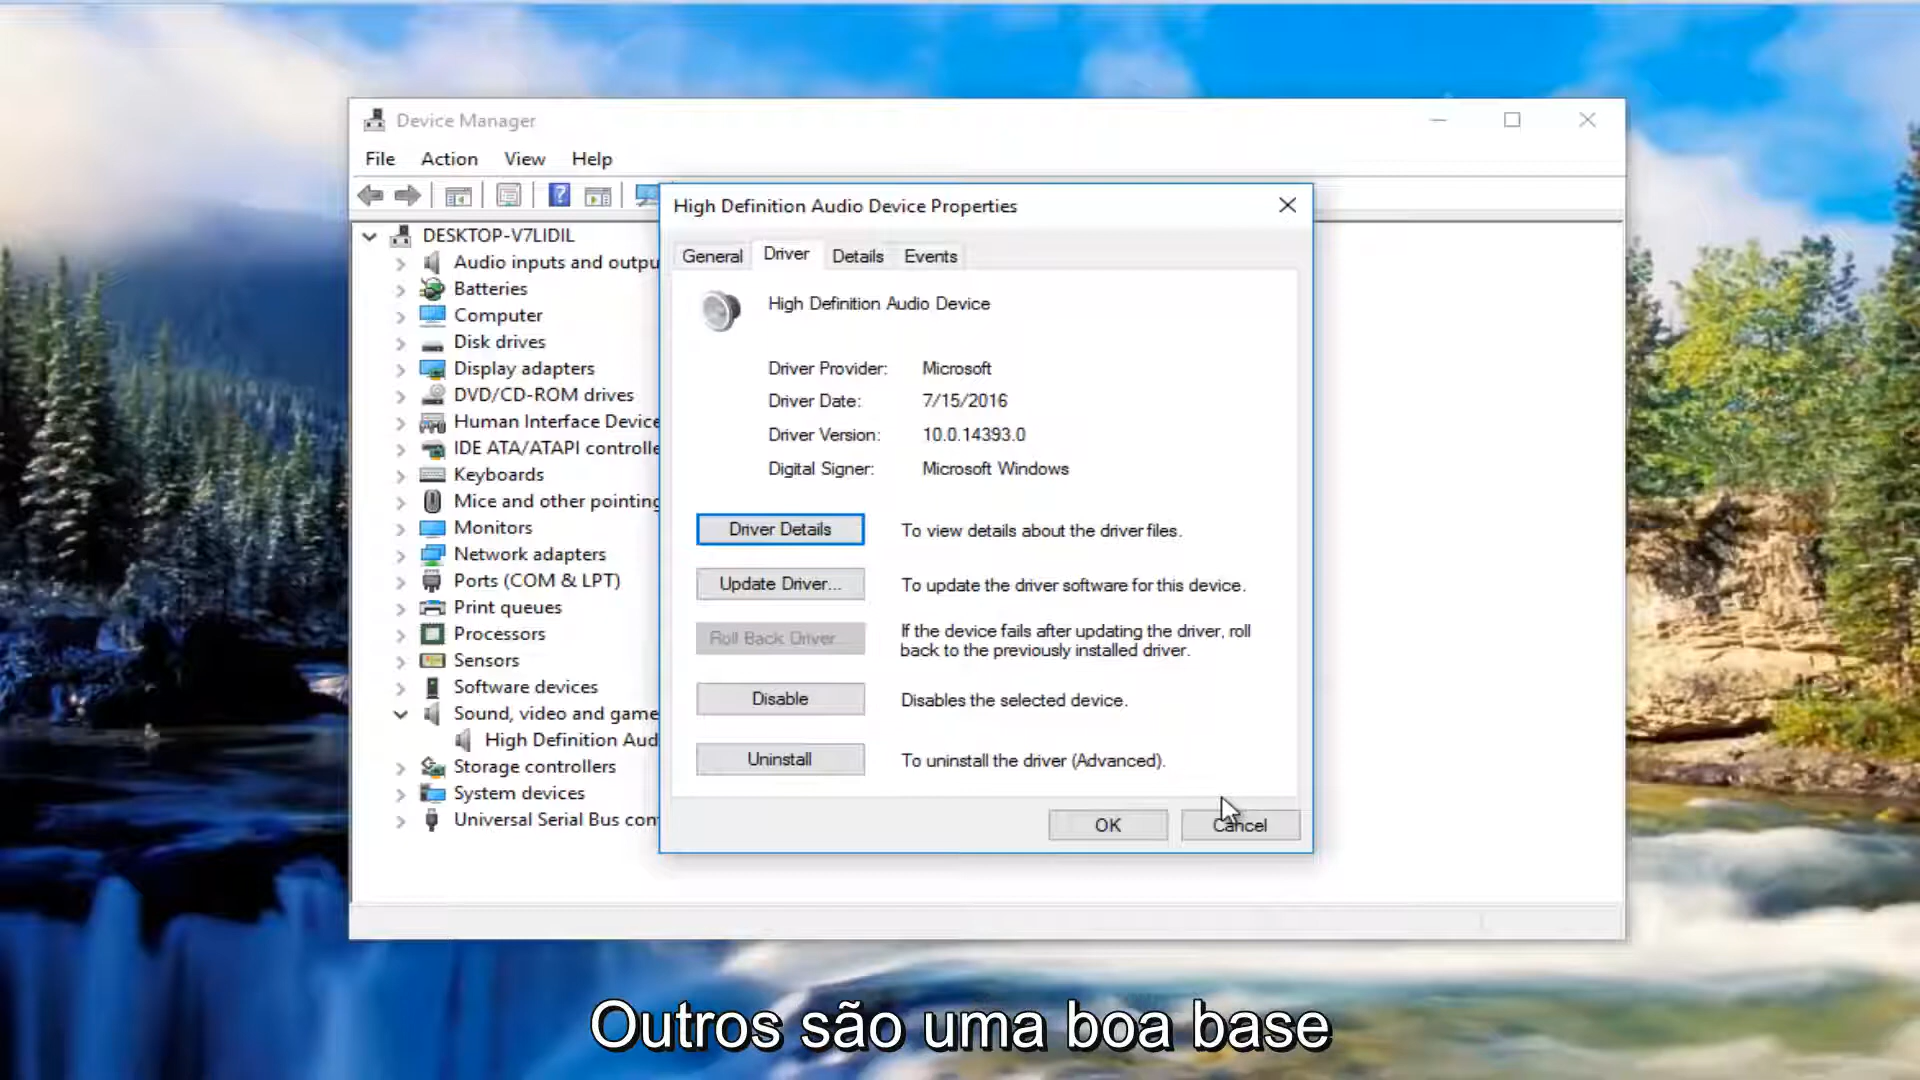 Device Manager
File Action View Help
High Definition Audio Device Properties
General Driver Details Events
DESKTOP-V7LIDIL
Audio inputs and outpu
Batteries
Computer
Disk drives
Display adapters
DVD/CD-ROM drives
Human Interface Device
IDE ATA/ATAPI controlle
Keyboards
Mice and other pointing
Monitors
Network adapters
Ports (COM & LPT)
Print queues
Processors
Sensors
Software devices
Sound, video and game
High Definition Aud
Storage controllers
System devices
Universal Serial Bus con
High Definition Audio Device
Driver Provider: Microsoft
Driver Date: 7/15/2016
Driver Version: 10.0.14393.0
Digital Signer: Microsoft Windows
Driver Details To view details about the driver files.
Update Driver... To update the driver software for this device.
Roll Back Driver... If the device fails after updating the driver, roll
back to the previously installed driver.
Disable Disables the selected device.
Uninstall To uninstall the driver (Advanced).
OK Cancel
Outros são uma boa base